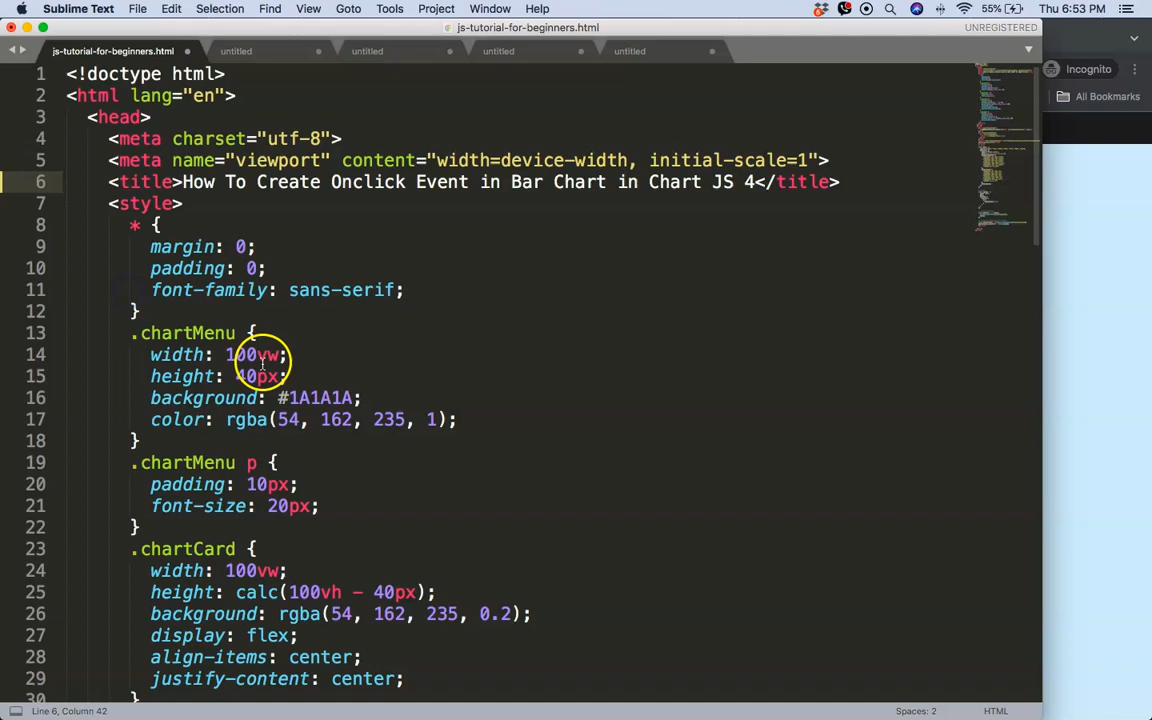 Sublime Text File Edit Selection Find View Goto Tools Project Window Help 55% Thu 6:53 PM
js-tutorial-for-beginners.html UNREGISTERED
js-tutorial-for-beginners.html untitled untitled untitled untitled
Incognito
All Bookmarks
1 <!doctype html>
2 <html lang="en">
3 <head>
4 <meta charset="utf-8">
5 <meta name="viewport" content="width=device-width, initial-scale=1">
6 <title>How To Create Onclick Event in Bar Chart in Chart JS 4</title>
7 <style>
8 * {
9 margin: 0;
10 padding: 0;
11 font-family: sans-serif;
12 }
13 .chartMenu {
14 width: 100vw;
15 height: 40px;
16 background: #1A1A1A;
17 color: rgba(54, 162, 235, 1);
18 }
19 .chartMenu p {
20 padding: 10px;
21 font-size: 20px;
22 }
23 .chartCard {
24 width: 100vw;
25 height: calc(100vh - 40px);
26 background: rgba(54, 162, 235, 0.2);
27 display: flex;
28 align-items: center;
29 justify-content: center;
30 }
Line 6, Column 42 Spaces: 2 HTML